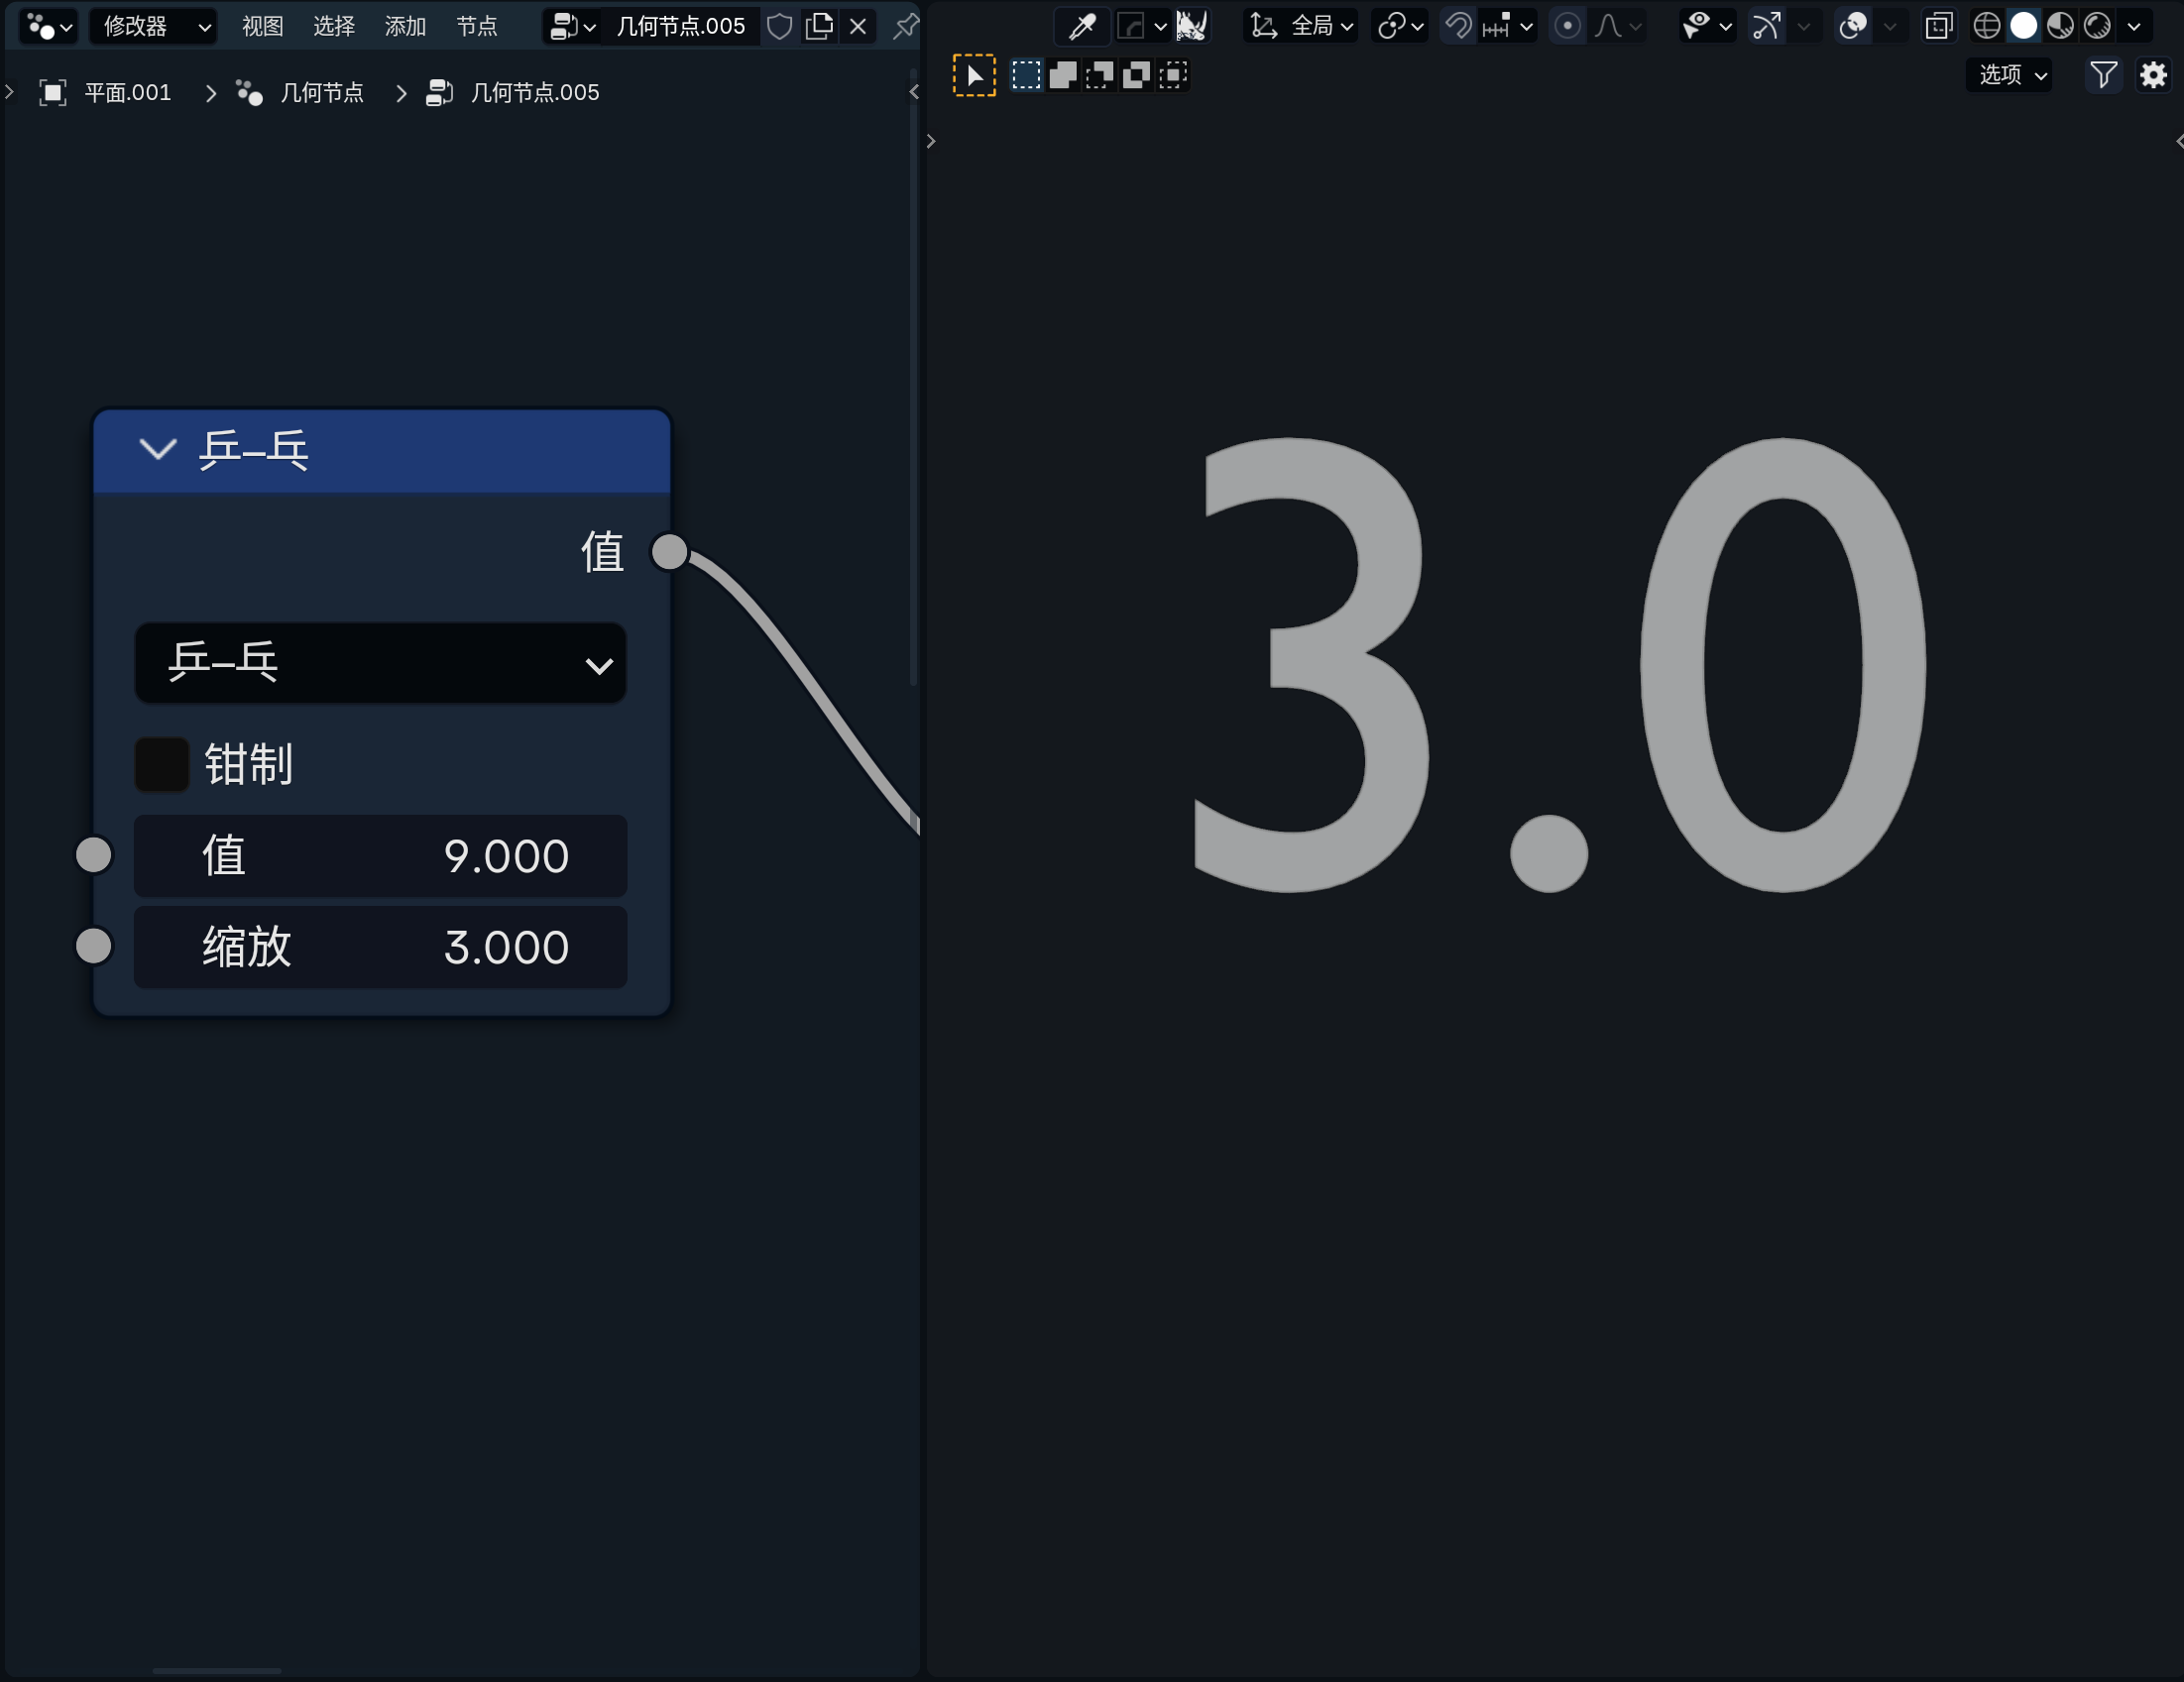 修改器 视图 选择 添加 节点 几何节点.005
平面.001 几何节点 几何节点.005
乒-乓
值
乒-乓
钳制
值 9.000
缩放 3.000
全局
选项
3.0